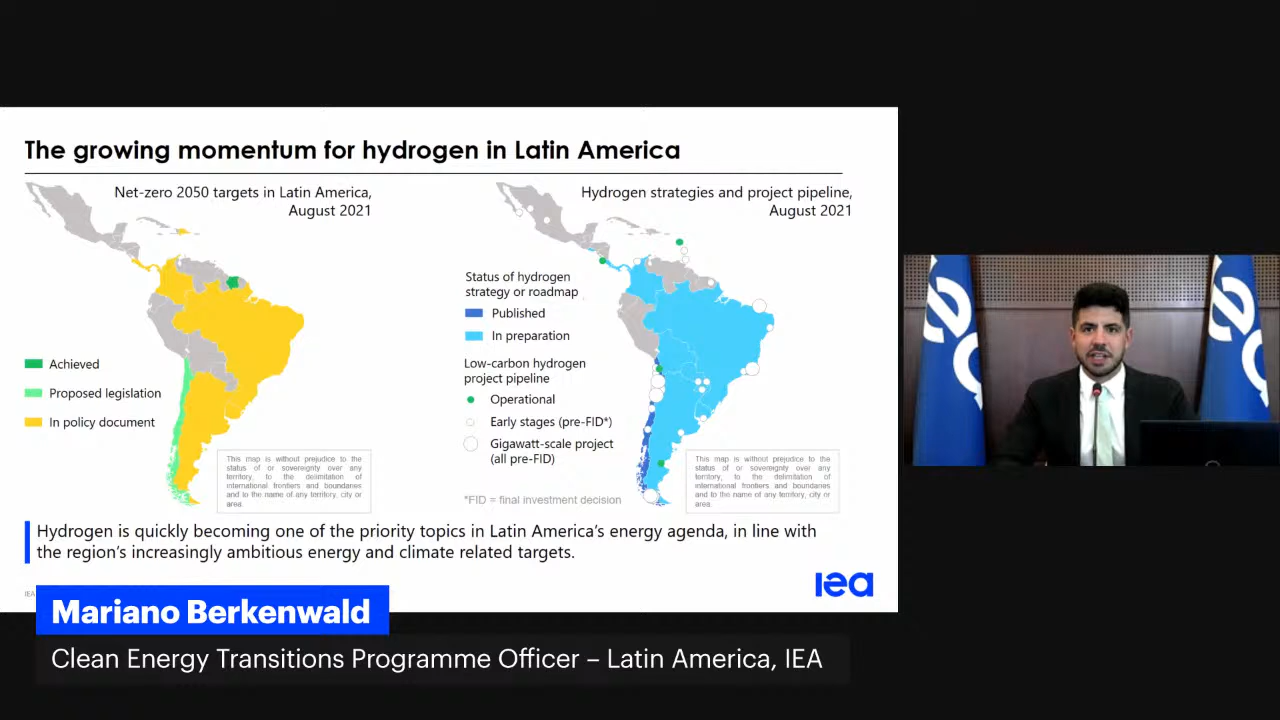 The growing momentum for hydrogen in Latin America
Net-zero 2050 targets in Latin America,
August 2021
Achieved
Proposed legislation
In policy document
This map is without prejudice to the
status of or sovereignty over any
territory, to the delimitation of
international frontiers and boundaries
and to the name of any territory, city or
area.
Hydrogen strategies and project pipeline,
August 2021
Status of hydrogen
strategy or roadmap
Published
In preparation
Low-carbon hydrogen
project pipeline
Operational
Early stages (pre-FID*)
Gigawatt-scale project
(all pre-FID)
*FID = final investment decision
This map is without prejudice to the
status of or sovereignty over any
territory, to the delimitation of
international frontiers and boundaries
and to the name of any territory, city or
area.
Hydrogen is quickly becoming one of the priority topics in Latin America's energy agenda, in line with
the region's increasingly ambitious energy and climate related targets.
iea
IEA
Mariano Berkenwald
Clean Energy Transitions Programme Officer – Latin America, IEA